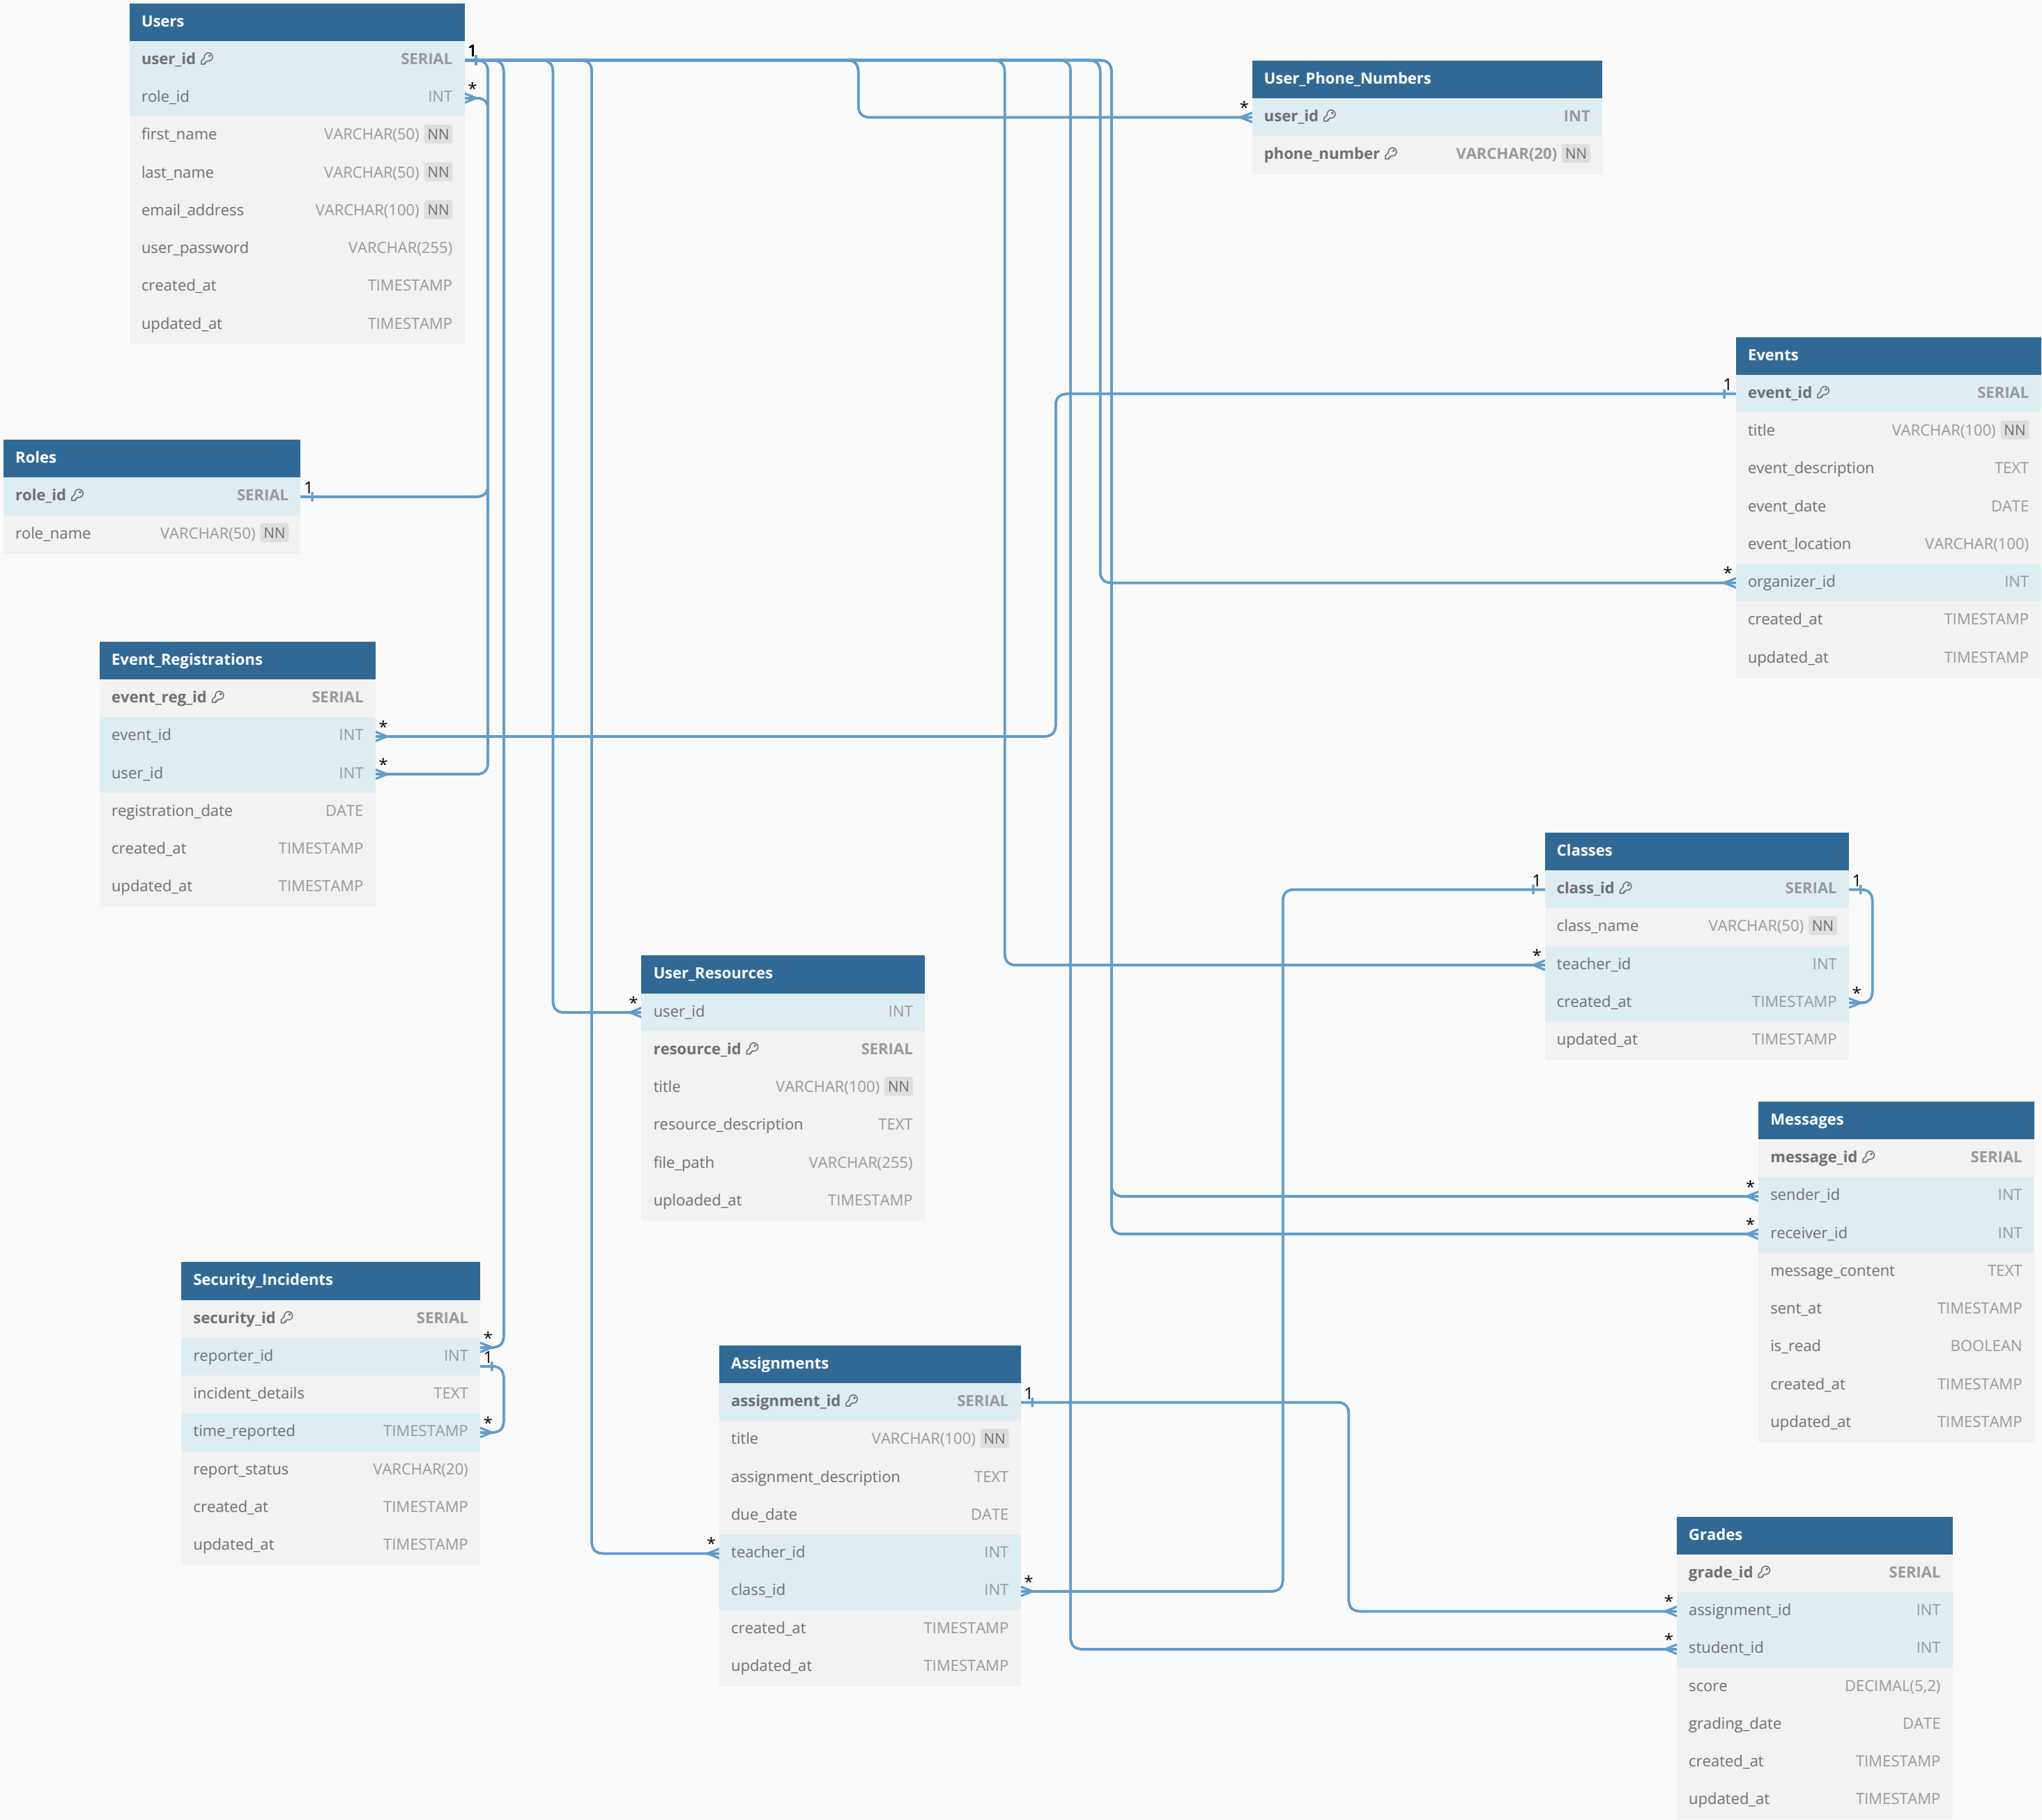 Users
user_id SERIAL
role_id INT
first_name VARCHAR(50) NN
last_name VARCHAR(50) NN
email_address VARCHAR(100) NN
user_password VARCHAR(255)
created_at TIMESTAMP
updated_at TIMESTAMP
1
*
User_Phone_Numbers
user_id INT
phone_number VARCHAR(20) NN
*
Events
event_id SERIAL
title VARCHAR(100) NN
event_description TEXT
event_date DATE
event_location VARCHAR(100)
organizer_id INT
created_at TIMESTAMP
updated_at TIMESTAMP
1
*
Roles
role_id SERIAL
role_name VARCHAR(50) NN
1
Event_Registrations
event_reg_id SERIAL
event_id INT
user_id INT
registration_date DATE
created_at TIMESTAMP
updated_at TIMESTAMP
*
*
Classes
class_id SERIAL
class_name VARCHAR(50) NN
teacher_id INT
created_at TIMESTAMP
updated_at TIMESTAMP
1
1
*
*
User_Resources
user_id INT
resource_id SERIAL
title VARCHAR(100) NN
resource_description TEXT
file_path VARCHAR(255)
uploaded_at TIMESTAMP
*
Messages
message_id SERIAL
sender_id INT
receiver_id INT
message_content TEXT
sent_at TIMESTAMP
is_read BOOLEAN
created_at TIMESTAMP
updated_at TIMESTAMP
*
*
Security_Incidents
security_id SERIAL
reporter_id INT
incident_details TEXT
time_reported TIMESTAMP
report_status VARCHAR(20)
created_at TIMESTAMP
updated_at TIMESTAMP
*
1
*
Assignments
assignment_id SERIAL
title VARCHAR(100) NN
assignment_description TEXT
due_date DATE
teacher_id INT
class_id INT
created_at TIMESTAMP
updated_at TIMESTAMP
1
*
*
Grades
grade_id SERIAL
assignment_id INT
student_id INT
score DECIMAL(5,2)
grading_date DATE
created_at TIMESTAMP
updated_at TIMESTAMP
*
*